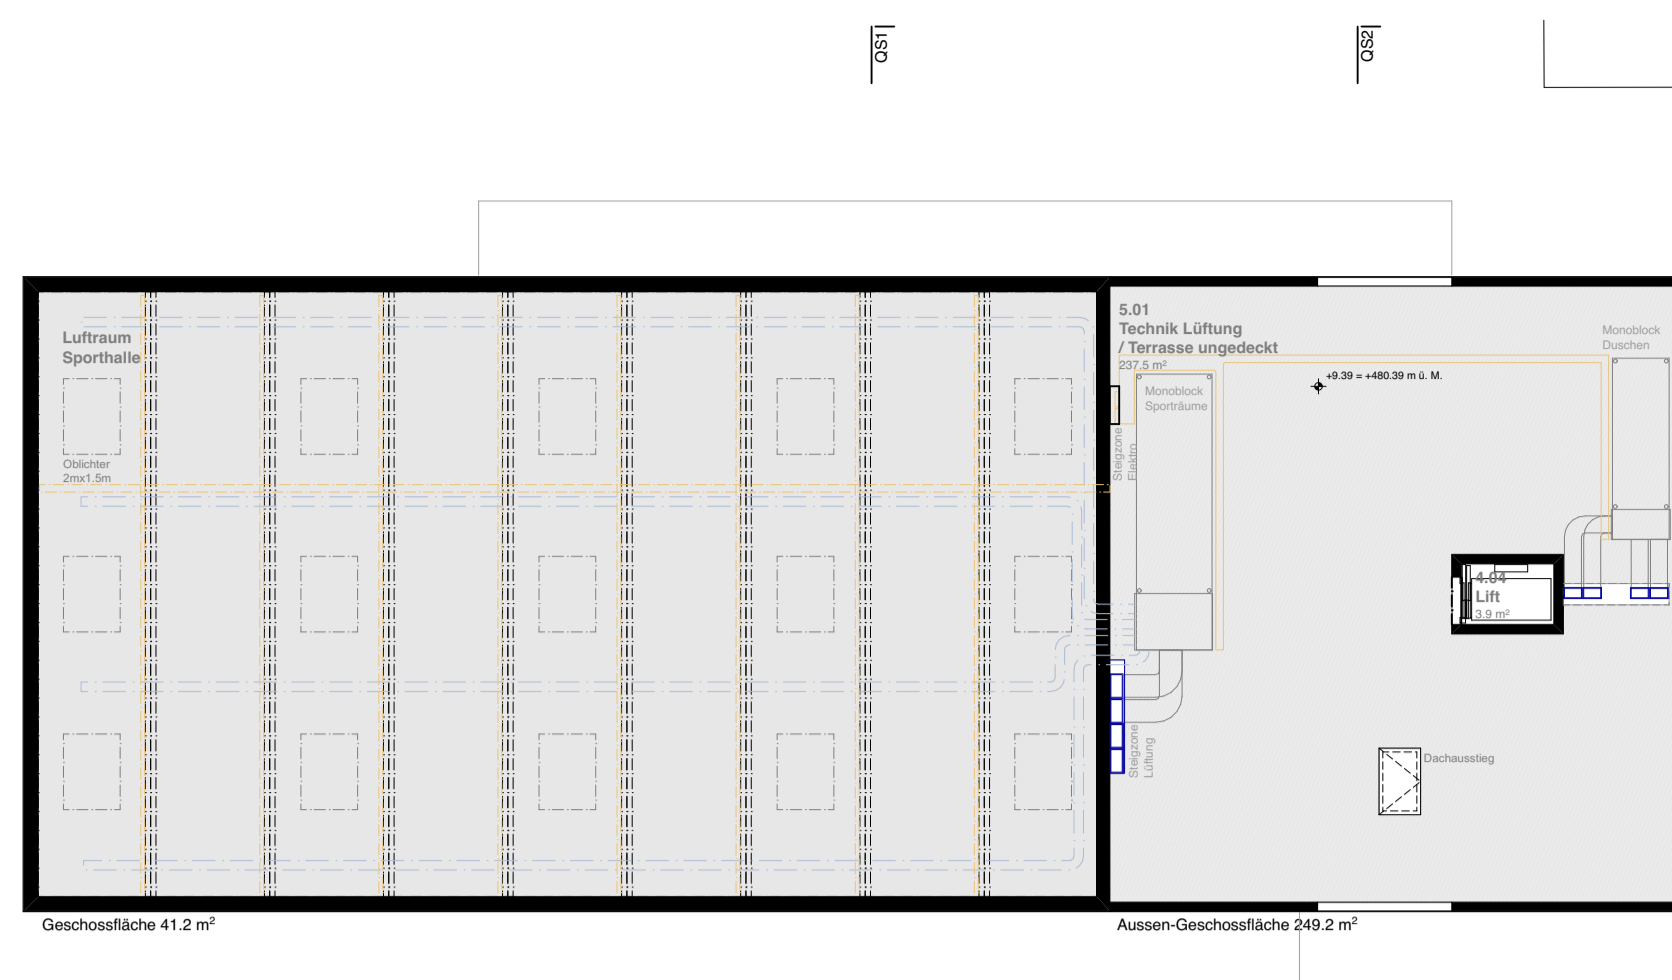 QS1
QS2
Luftraum
Sporthalle
Oblichter
2mx1.5m
5.01
Technik Lüftung
/ Terrasse ungedeckt
237.5 m²
Monoblock
Sporträume
Steigzone
Elektro
+9.39 = +480.39 m ü. M.
Monoblock
Duschen
4.04
Lift
3.9 m²
Steigzone
Lüftung
Dachausstieg
Geschossfläche 41.2 m²
Aussen-Geschossfläche 249.2 m²